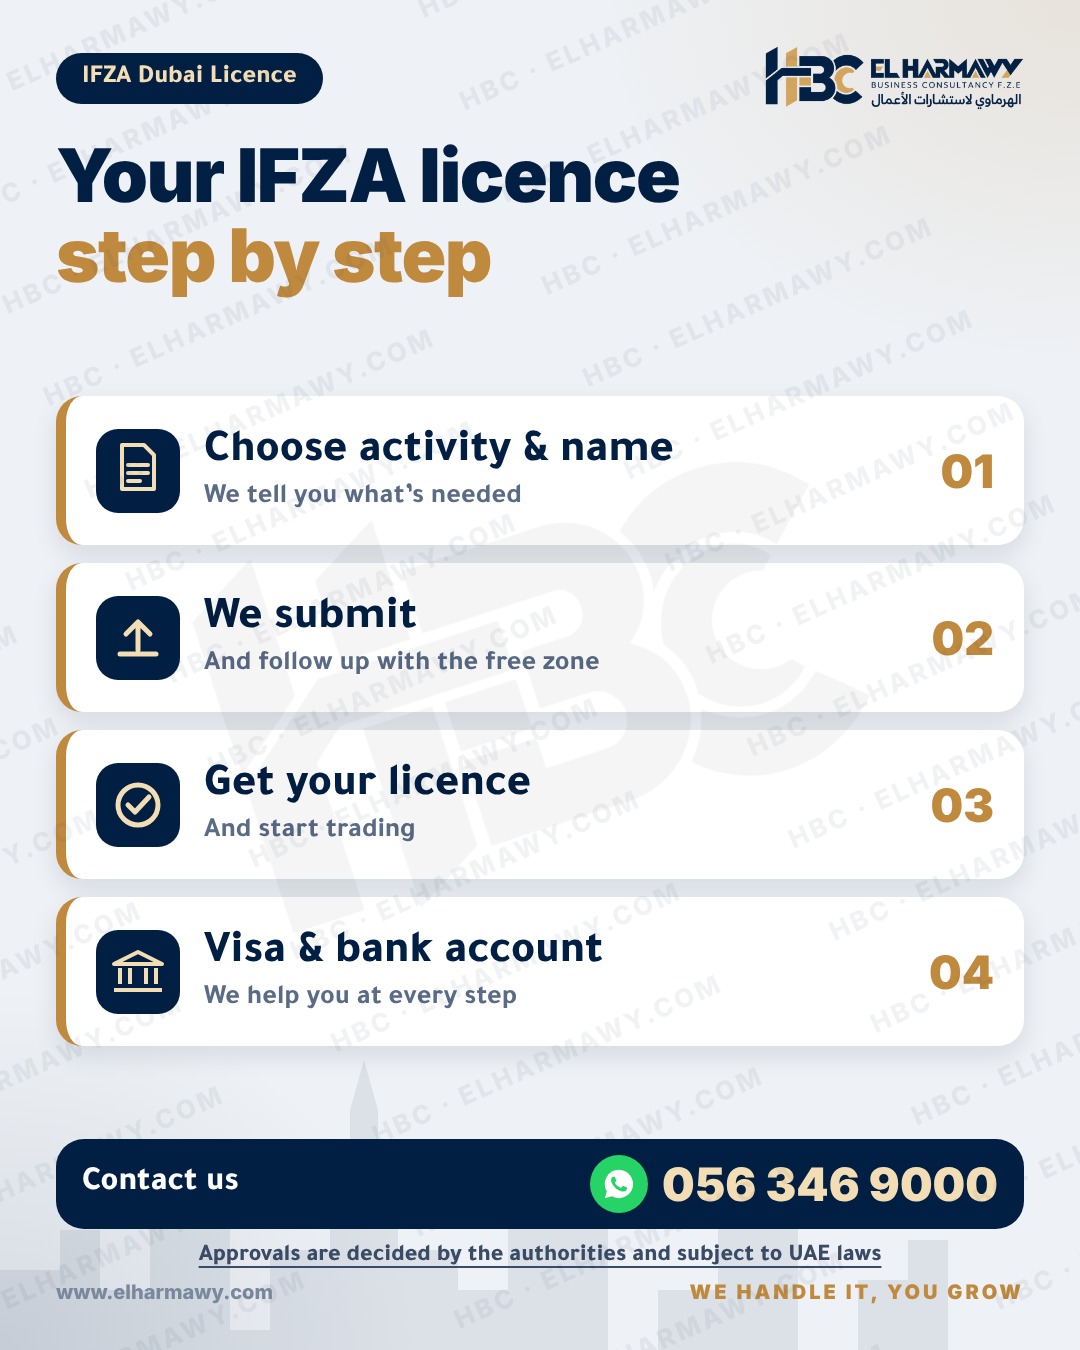 IFZA Dubai Licence
HBC EL HARMAWY
BUSINESS CONSULTANCY F.Z.E
الهرماوي لاستشارات الأعمال
Your IFZA licence
step by step
Choose activity & name
We tell you what’s needed
01
We submit
And follow up with the free zone
02
Get your licence
And start trading
03
Visa & bank account
We help you at every step
04
Contact us
056 346 9000
Approvals are decided by the authorities and subject to UAE laws
www.elharmawy.com
WE HANDLE IT, YOU GROW
HBC · ELHARMAWY.COM